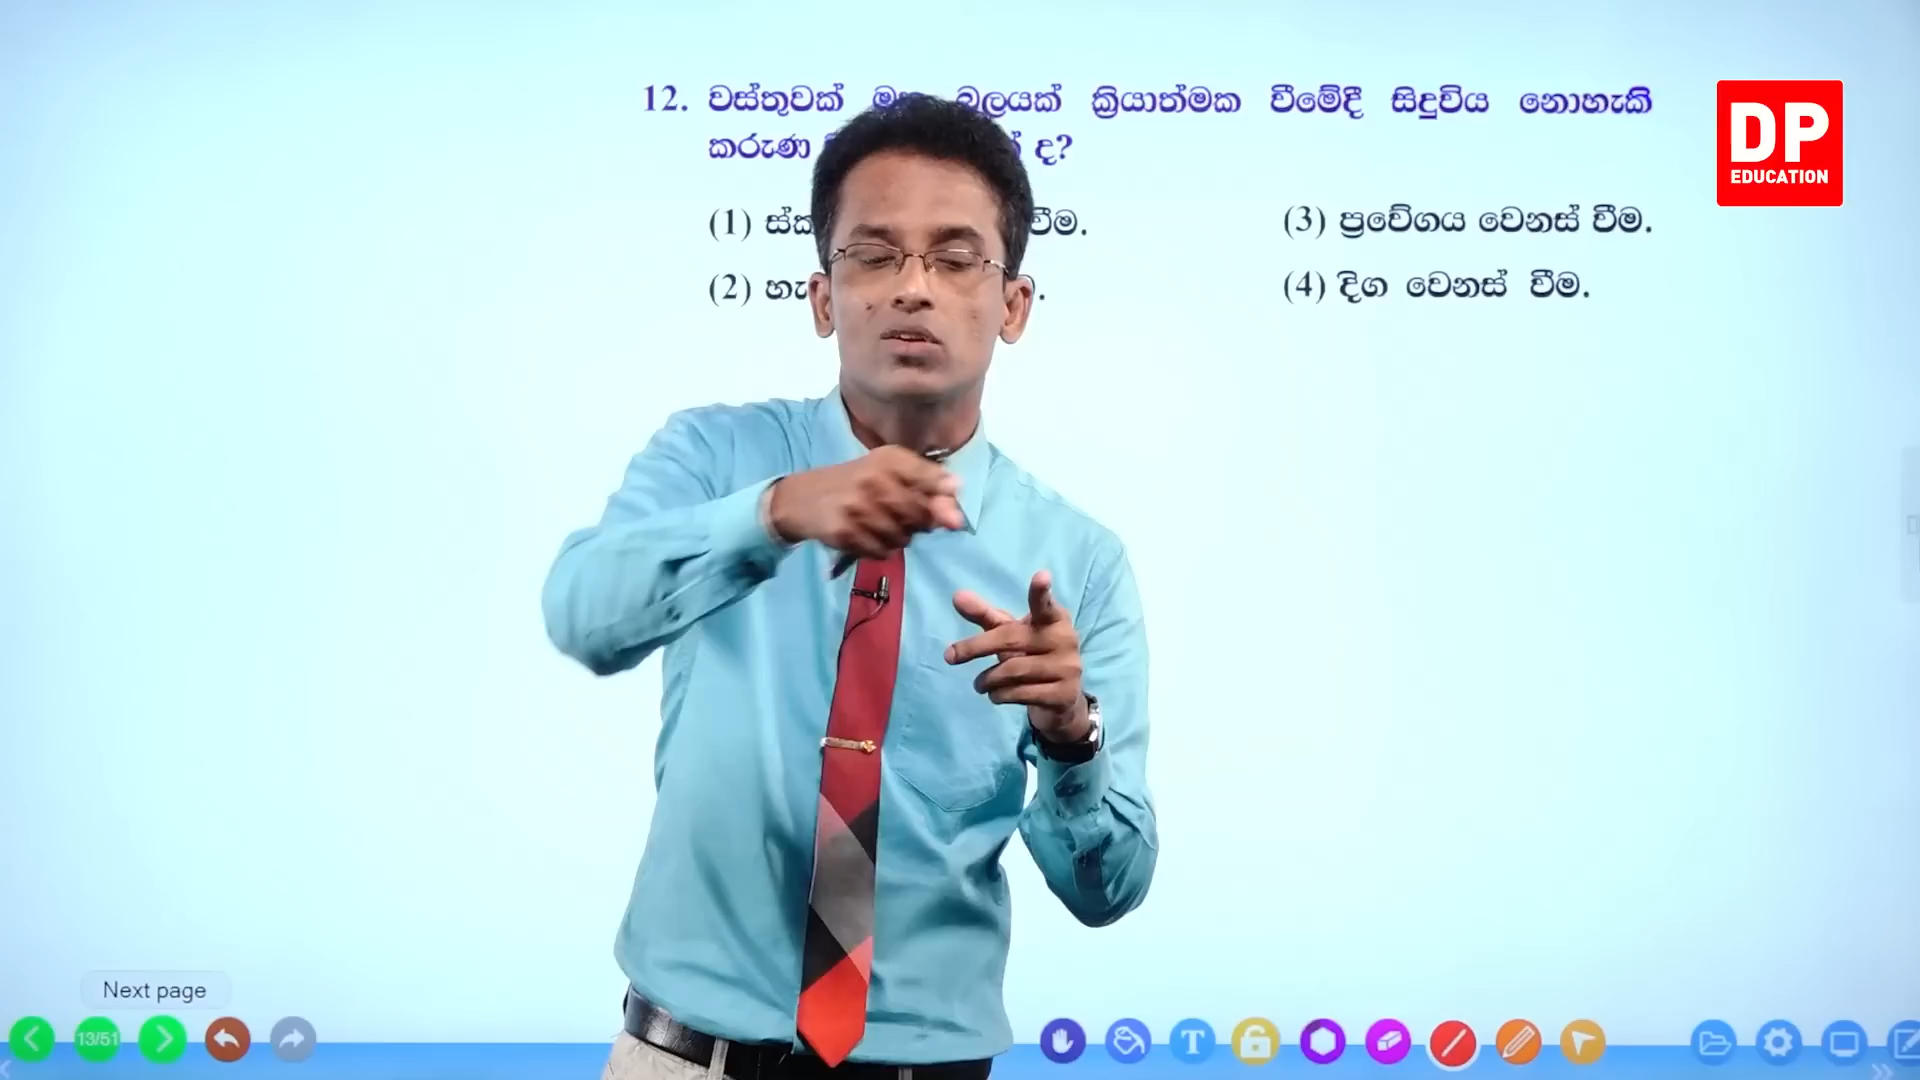 12. වස්තුවක් බලයක් ක්‍රියාත්මක වීමේදී සිදුවිය නොහැකි
කරුණ ද?
(1) වීම.
(3) ප්‍රවේගය වෙනස් වීම.
(2)
(4) දිග වෙනස් වීම.
DP
EDUCATION
Next page
13/51
T